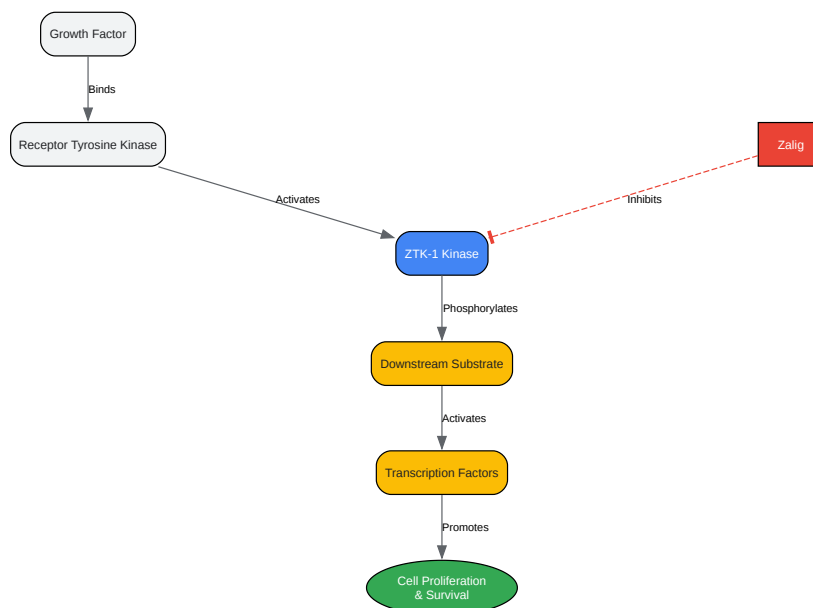 Growth Factor
Binds
Receptor Tyrosine Kinase
Zalig
Activates
Inhibits
ZTK-1 Kinase
Phosphorylates
Downstream Substrate
Activates
Transcription Factors
Promotes
Cell Proliferation
& Survival